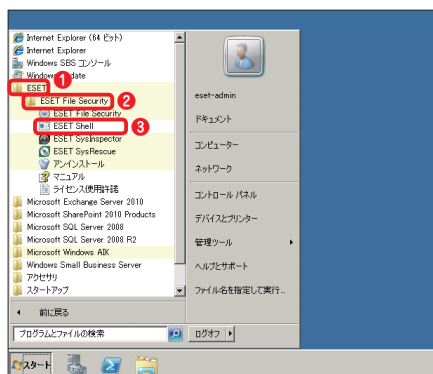 Internet Explorer (64 ビット)
Internet Explorer
Windows SBS コンソール
Windows Update
ESET
1
ESET File Security
2
ESET File Security
ESET Shell
3
ESET SysInspector
ESET SysRescue
アンインストール
マニュアル
ライセンス使用許諾
Microsoft Exchange Server 2010
Microsoft SharePoint 2010 Products
Microsoft SQL Server 2008
Microsoft SQL Server 2008 R2
Microsoft Windows AIK
Windows Small Business Server
アクセサリ
スタートアップ
前に戻る
プログラムとファイルの検索
eset-admin
ドキュメント
コンピューター
ネットワーク
コントロール パネル
デバイスとプリンター
管理ツール
ヘルプとサポート
ファイル名を指定して実行...
ログオフ
スタート